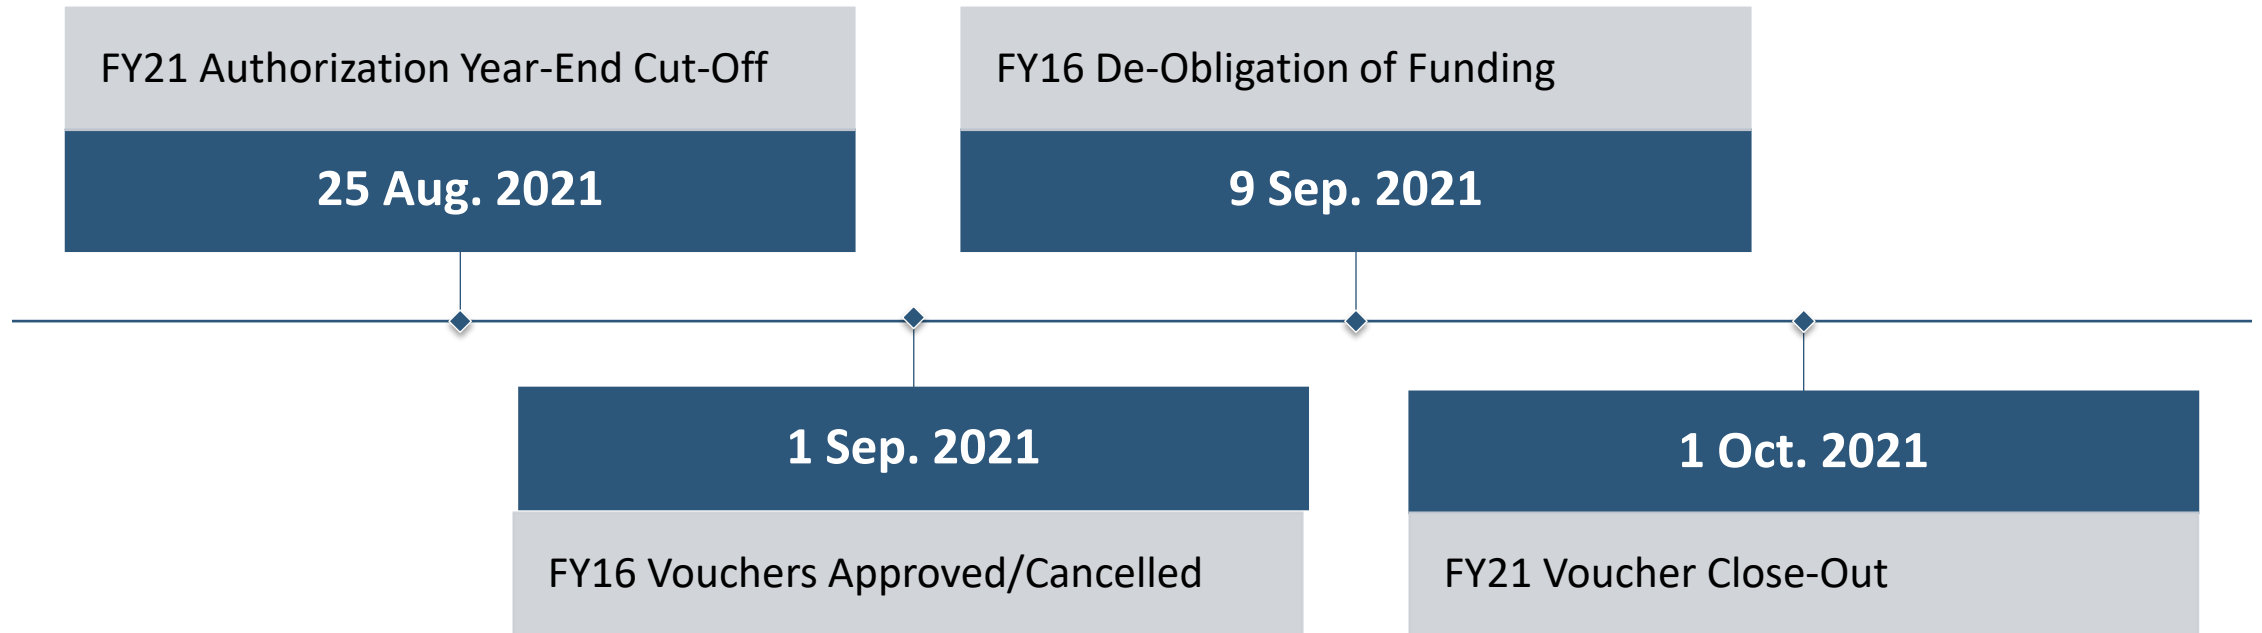 FY21 Authorization Year-End Cut-Off
25 Aug. 2021
FY16 De-Obligation of Funding
9 Sep. 2021
1 Sep. 2021
FY16 Vouchers Approved/Cancelled
1 Oct. 2021
FY21 Voucher Close-Out